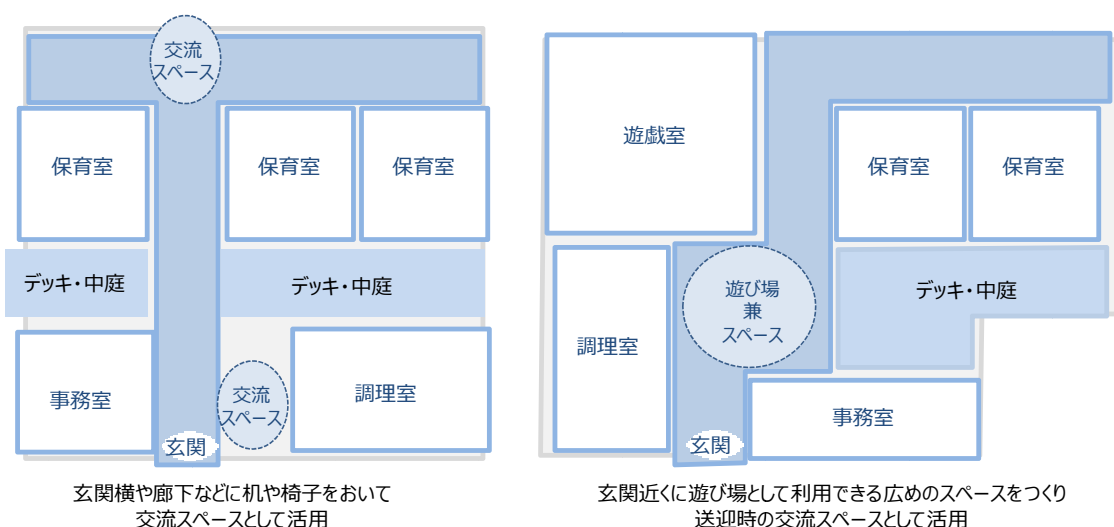 交流
スペース
保育室
保育室
保育室
デッキ・中庭
デッキ・中庭
事務室
交流
スペース
調理室
玄関
玄関横や廊下などに机や椅子をおいて
交流スペースとして活用
遊戯室
保育室
保育室
遊び場
兼
スペース
デッキ・中庭
調理室
事務室
玄関
玄関近くに遊び場として利用できる広めのスペースをつくり
送迎時の交流スペースとして活用